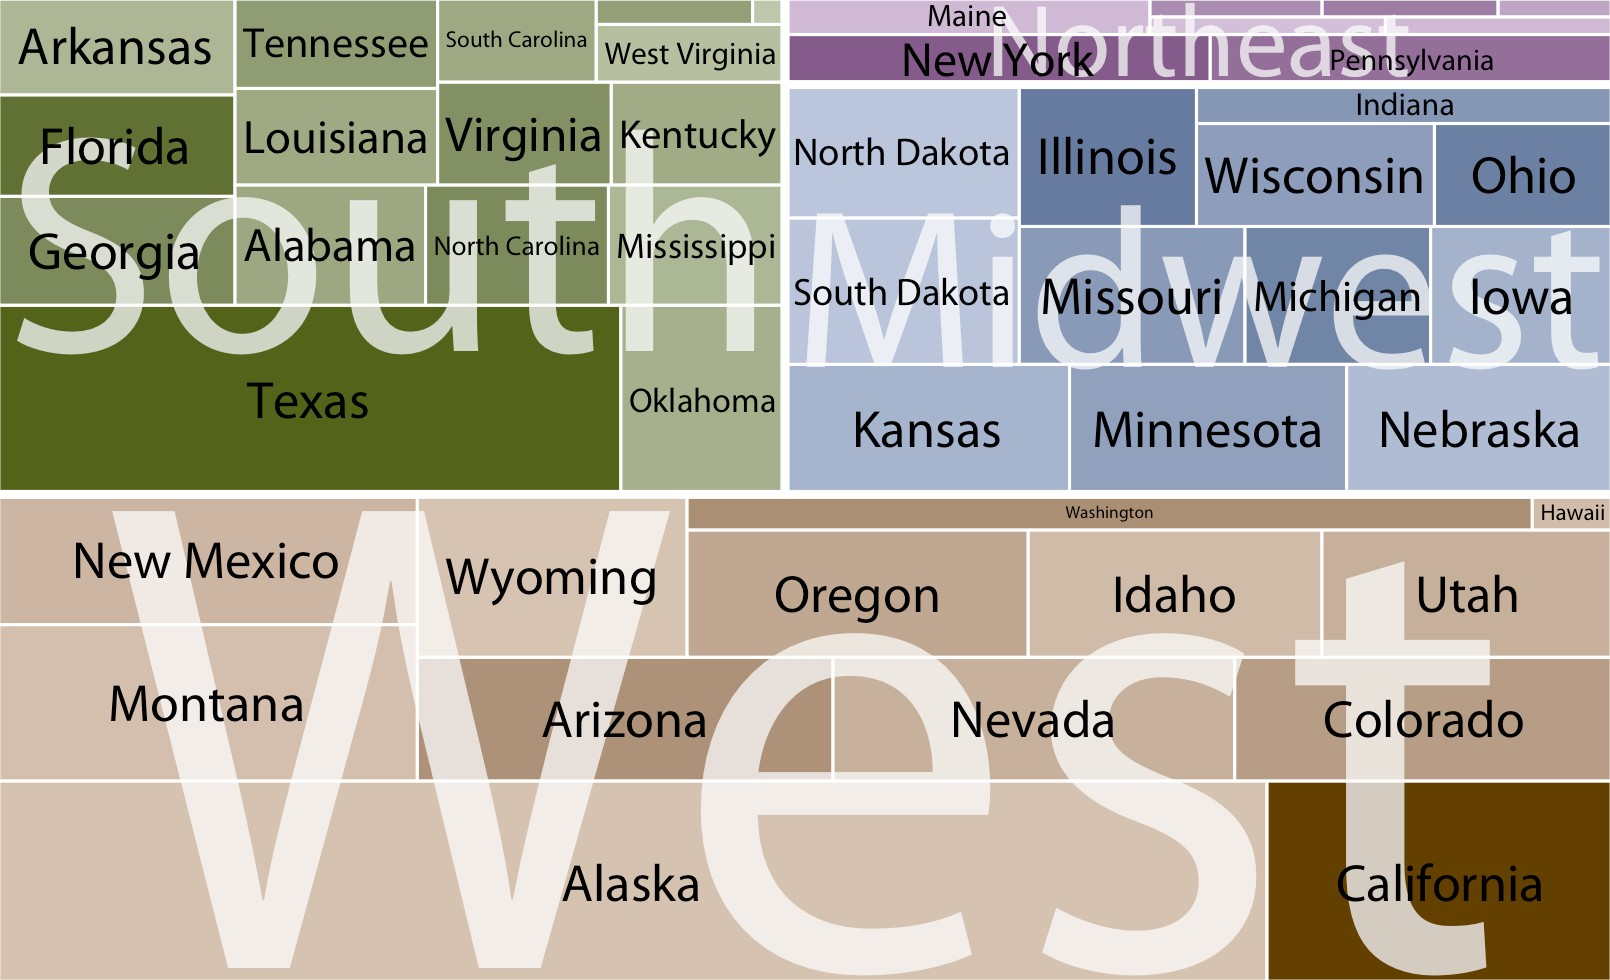 South
Arkansas
Tennessee
South Carolina
West Virginia
Florida
Louisiana
Virginia
Kentucky
Georgia
Alabama
North Carolina
Mississippi
Texas
Oklahoma
Northeast
Maine
New York
Pennsylvania
Midwest
North Dakota
Illinois
Indiana
Wisconsin
Ohio
South Dakota
Missouri
Michigan
Iowa
Kansas
Minnesota
Nebraska
West
New Mexico
Wyoming
Washington
Hawaii
Oregon
Idaho
Utah
Montana
Arizona
Nevada
Colorado
Alaska
California